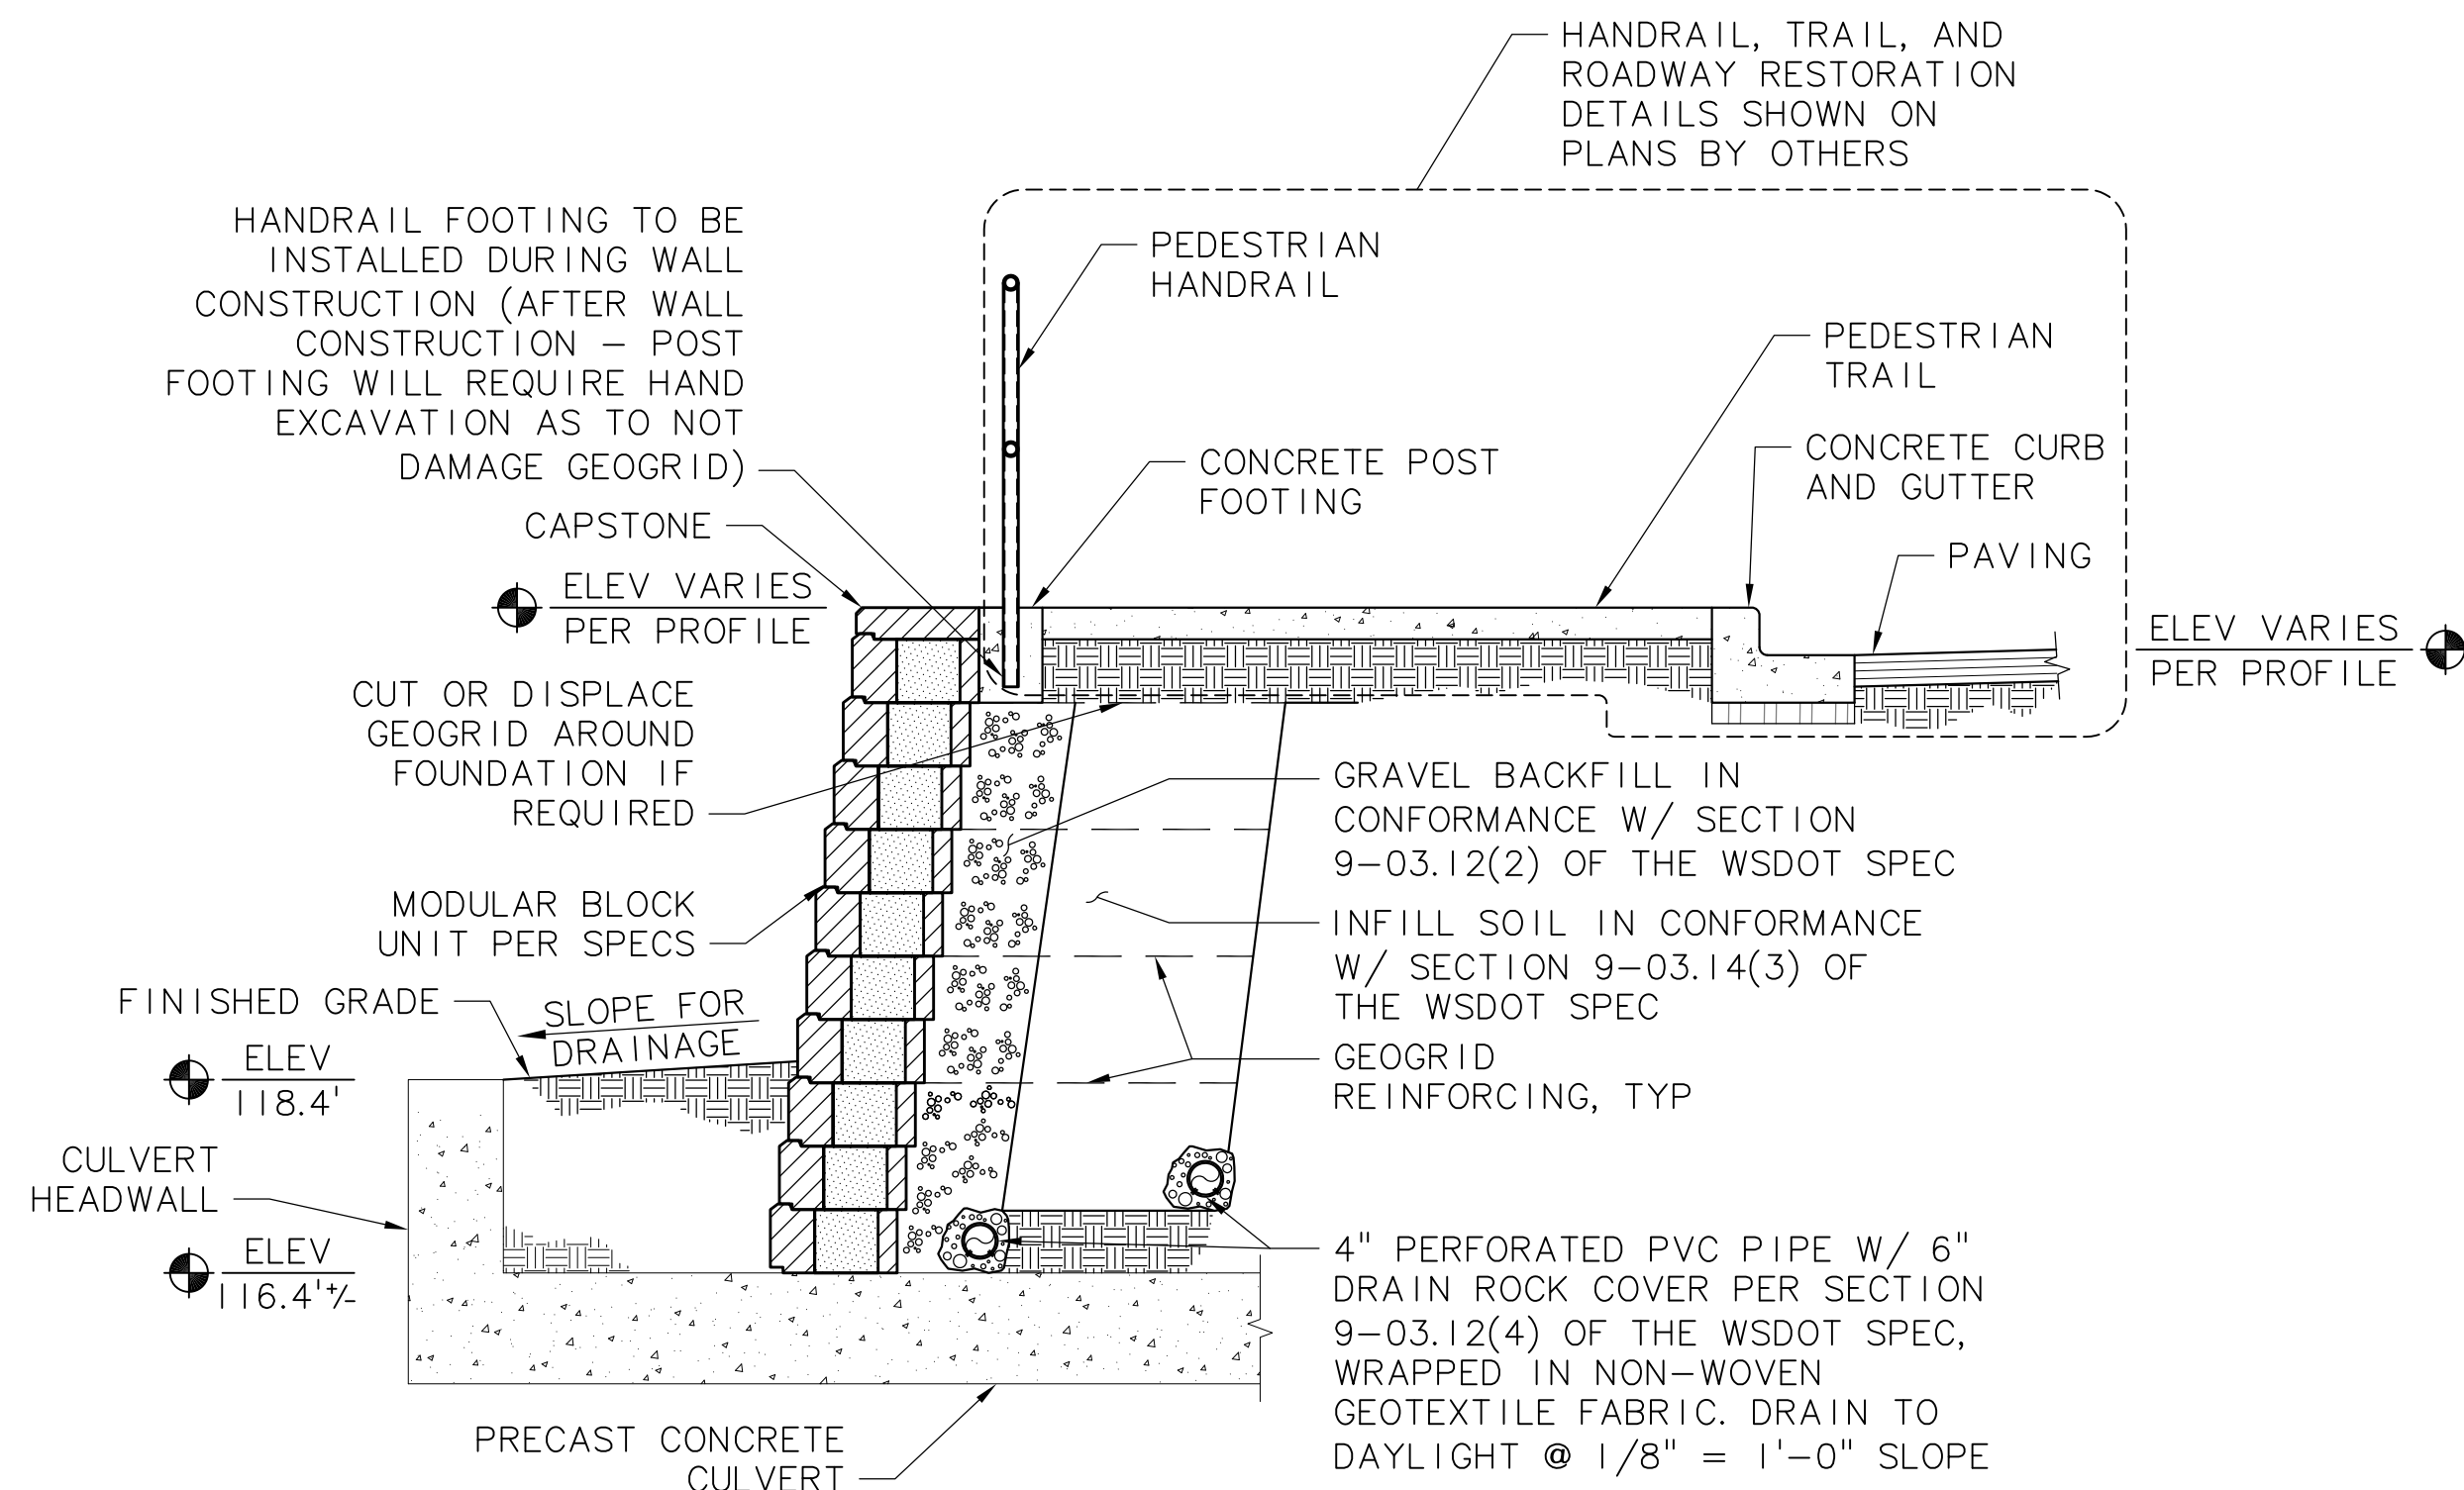 HANDRAIL, TRAIL, AND
ROADWAY RESTORATION
DETAILS SHOWN ON
PLANS BY OTHERS
HANDRAIL FOOTING TO BE
INSTALLED DURING WALL
CONSTRUCTION (AFTER WALL
CONSTRUCTION – POST
FOOTING WILL REQUIRE HAND
EXCAVATION AS TO NOT
DAMAGE GEOGRID)
PEDESTRIAN
HANDRAIL
PEDESTRIAN
TRAIL
CONCRETE POST
FOOTING
CONCRETE CURB
AND GUTTER
PAVING
CAPSTONE
ELEV VARIES
PER PROFILE
ELEV VARIES
PER PROFILE
CUT OR DISPLACE
GEOGRID AROUND
FOUNDATION IF
REQUIRED
GRAVEL BACKFILL IN
CONFORMANCE W/ SECTION
9–03.12(2) OF THE WSDOT SPEC
MODULAR BLOCK
UNIT PER SPECS
INFILL SOIL IN CONFORMANCE
W/ SECTION 9–03.14(3) OF
THE WSDOT SPEC
FINISHED GRADE
SLOPE FOR
DRAINAGE
GEOGRID
REINFORCING, TYP
ELEV
118.4'
CULVERT
HEADWALL
ELEV
116.4'+/-
4" PERFORATED PVC PIPE W/ 6"
DRAIN ROCK COVER PER SECTION
9–03.12(4) OF THE WSDOT SPEC,
WRAPPED IN NON–WOVEN
GEOTEXTILE FABRIC. DRAIN TO
DAYLIGHT @ 1/8" = 1'–0" SLOPE
PRECAST CONCRETE
CULVERT